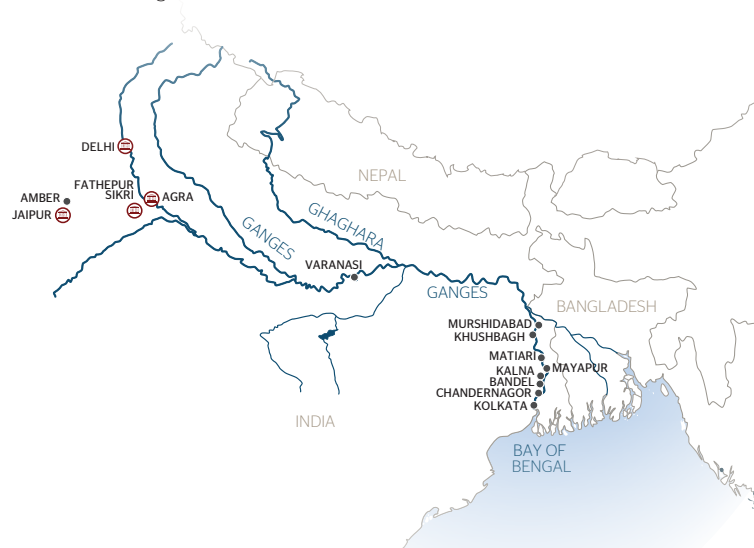 DELHI
NEPAL
FATHEPUR
SIKRI
AGRA
AMBER
JAIPUR
GHAGHARA
GANGES
VARANASI
GANGES
BANGLADESH
MURSHIDABAD
KHUSHBAGH
MATIARI
MAYAPUR
KALNA
BANDEL
CHANDERNAGOR
KOLKATA
INDIA
BAY OF
BENGAL